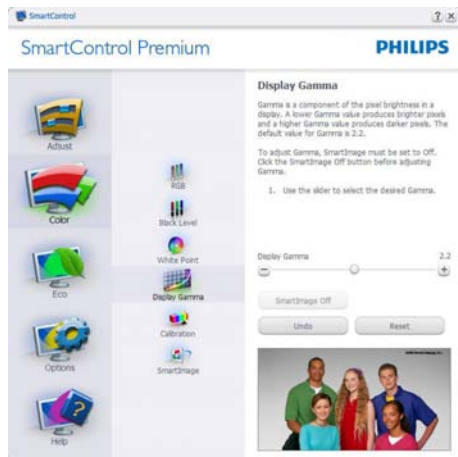 SmartControl
SmartControl Premium
PHILIPS
Adjust
Color
Eco
Options
Help
RGB
Black Level
White Point
Display Gamma
Calibration
SmartImage
Display Gamma
Gamma is a component of the pixel brightness in a
display. A lower Gamma value produces brighter pixels
and a higher Gamma value produces darker pixels. The
default value for Gamma is 2.2.
To adjust Gamma, SmartImage must be set to Off.
Click the SmartImage Off button before adjusting
Gamma.
1. Use the slider to select the desired Gamma.
Display Gamma 2.2
SmartImage Off
Undo Reset